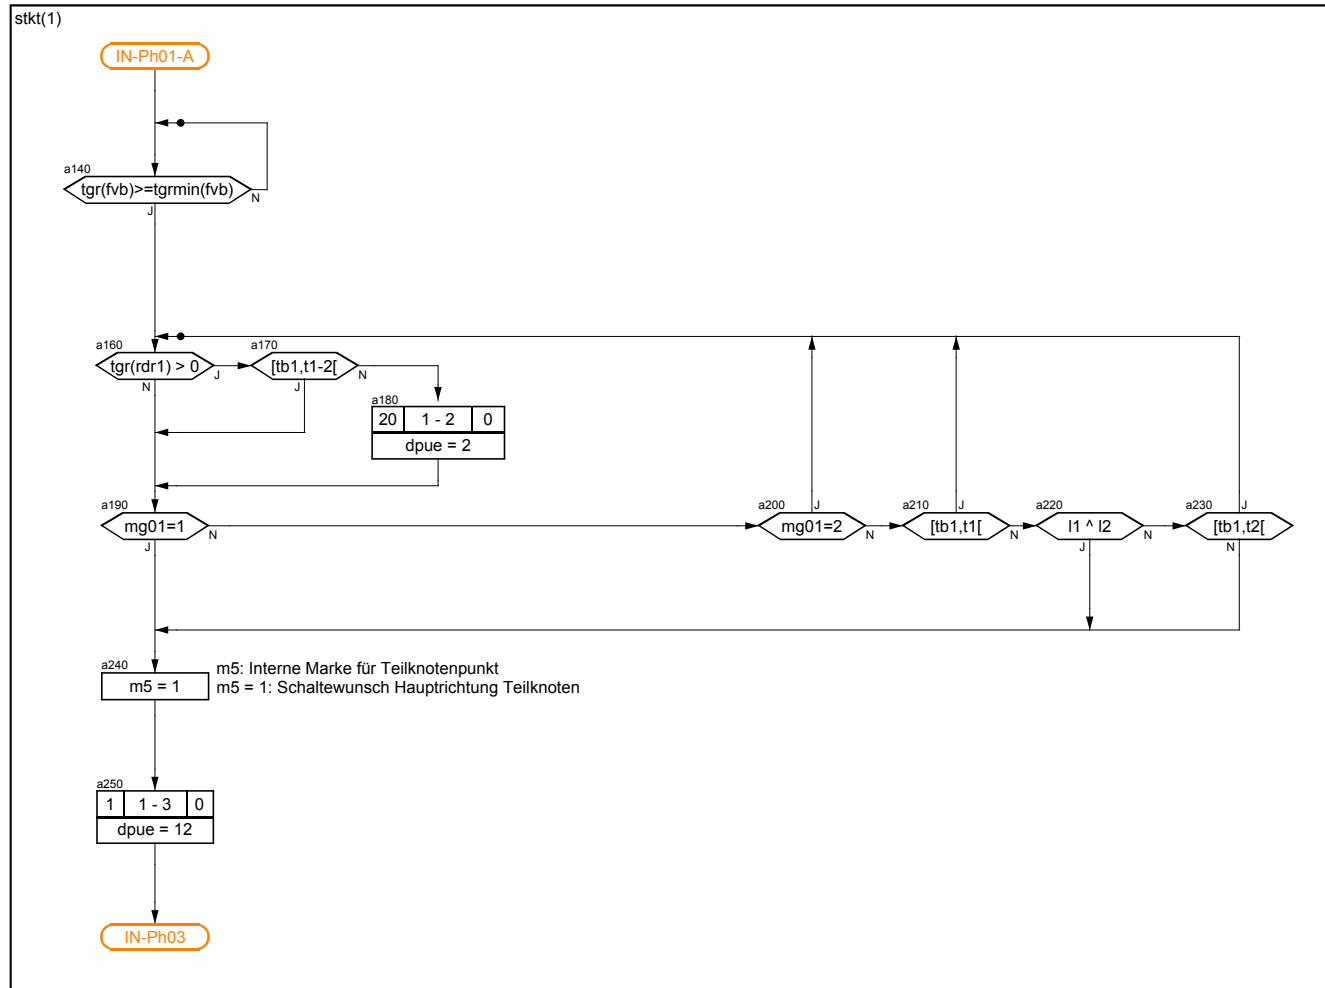 stkt(1)
IN-Ph01-A
a140
tgr(fvb)>=tgrmin(fvb)
N
J
a160
tgr(rdr1) > 0
J
N
a170
[tb1,t1-2[
N
J
a180
20 1 - 2 0
dpue = 2
a190
mg01=1
N
J
a200
mg01=2
J
N
a210
[tb1,t1[
J
N
a220
l1 ^ l2
N
J
a230
[tb1,t2[
J
N
a240
m5 = 1
m5: Interne Marke für Teilknotenpunkt
m5 = 1: Schaltewunsch Hauptrichtung Teilknoten
a250
1 1 - 3 0
dpue = 12
IN-Ph03